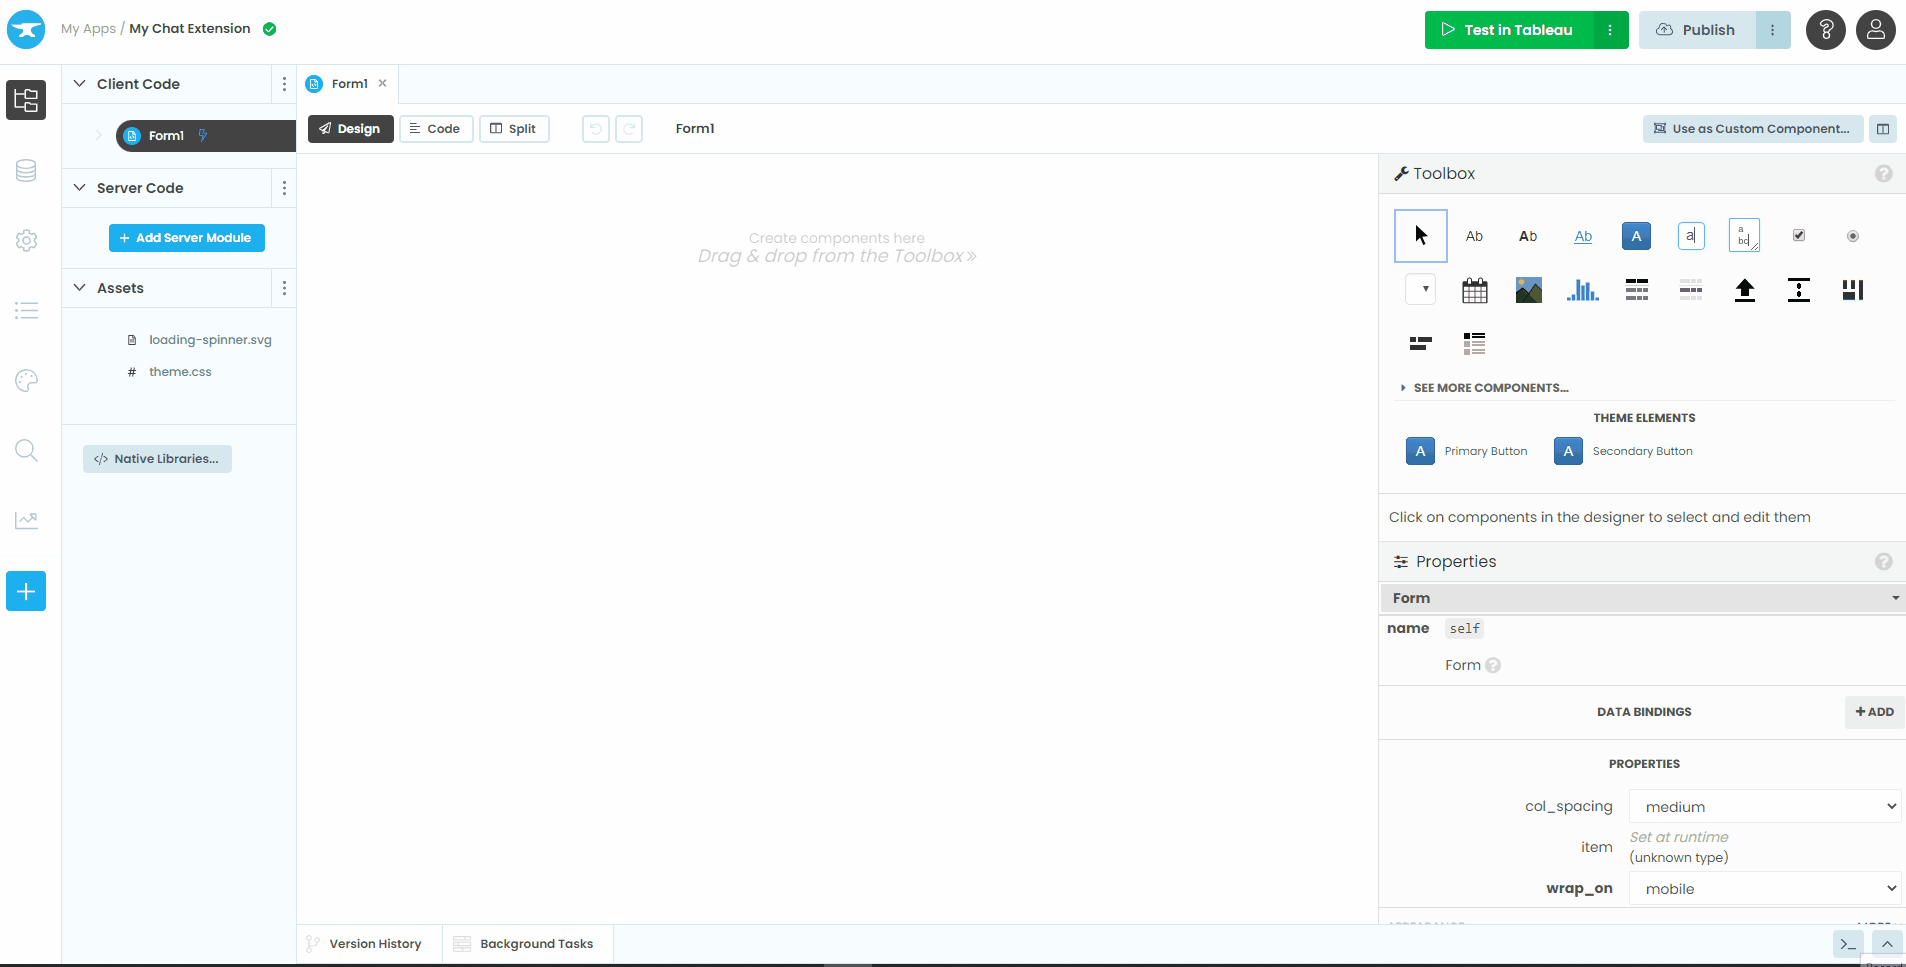 My Apps / My Chat Extension
Test in Tableau
Publish
Client Code
Form1
Form1
Design
Code
Split
Form1
Use as Custom Component...
Server Code
+ Add Server Module
Assets
loading-spinner.svg
# theme.css
</> Native Libraries...
Create components here
Drag & drop from the Toolbox »
Toolbox
?
Ab
Ab
Ab
A
a
a
bc
SEE MORE COMPONENTS...
THEME ELEMENTS
A Primary Button
A Secondary Button
Click on components in the designer to select and edit them
Properties
?
Form
name self
Form ?
DATA BINDINGS
+ ADD
PROPERTIES
col_spacing medium
item Set at runtime
(unknown type)
wrap_on mobile
Version History
Background Tasks
>_